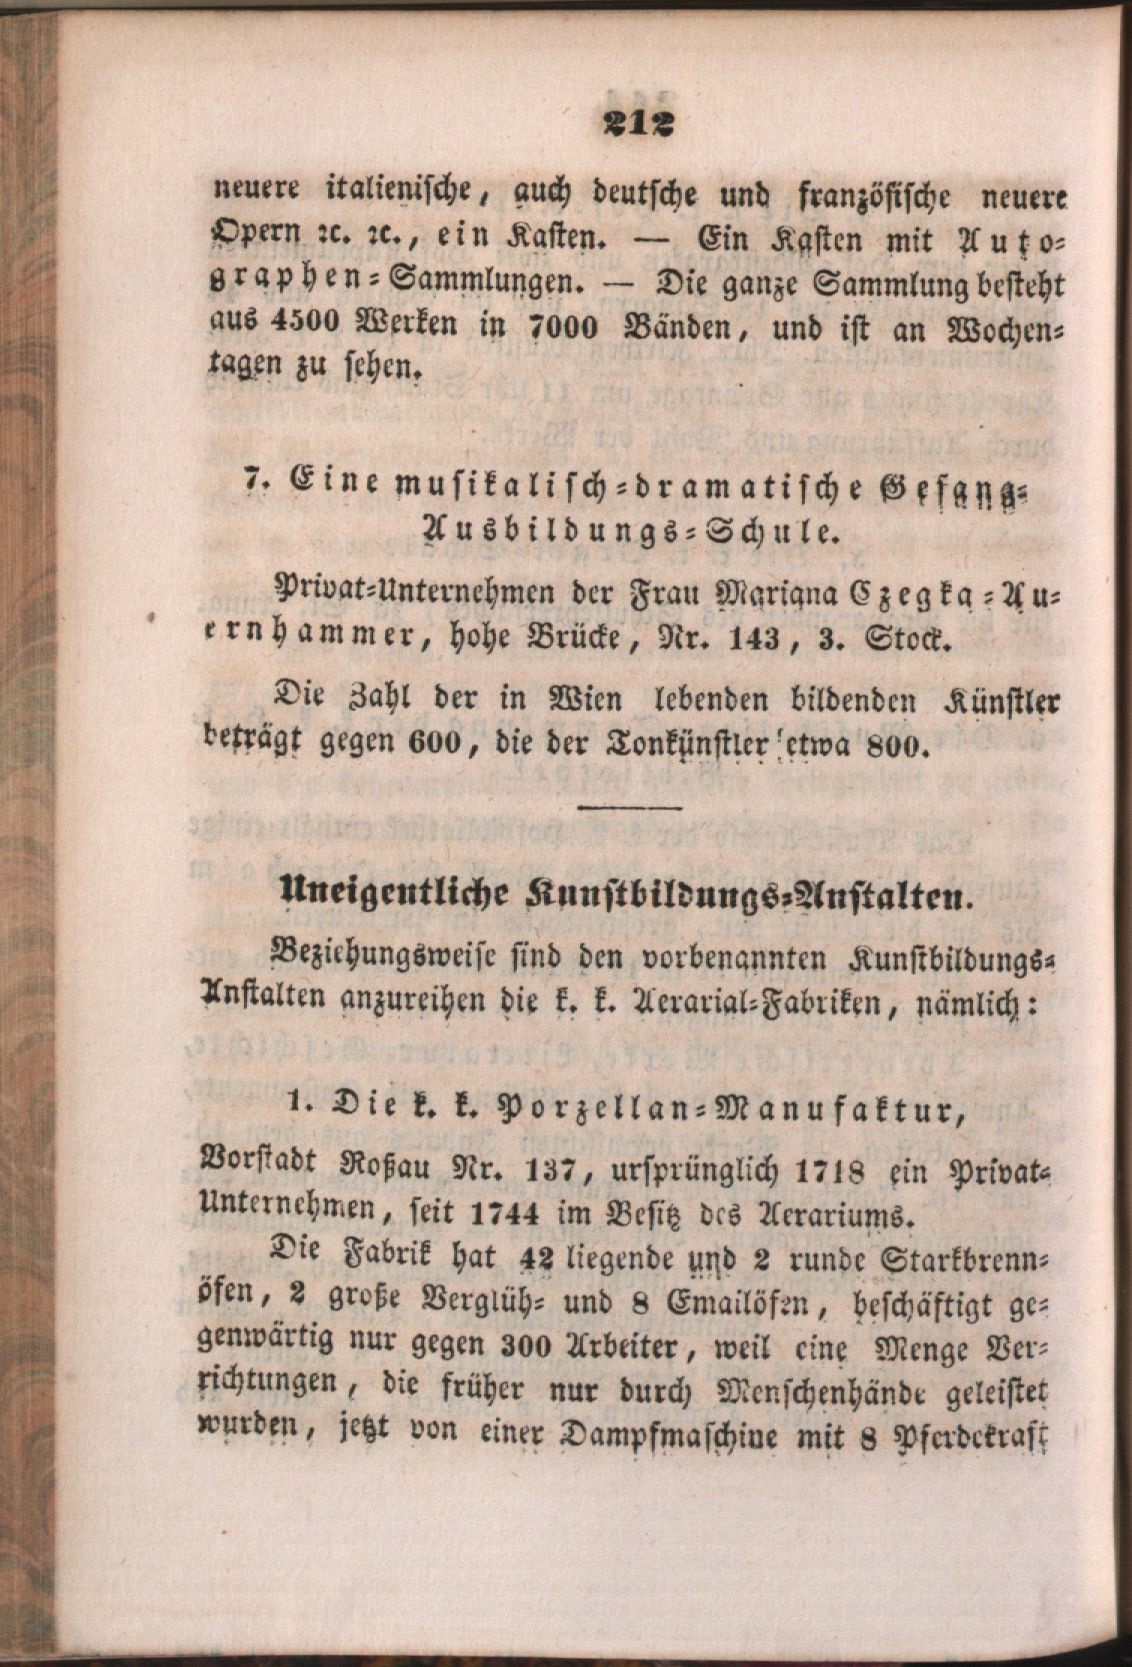 212
neuere italienische, auch deutsche und französische neuere
Opern ꝛc. ꝛc., ein Kasten. — Ein Kasten mit Auto-
graphen-Sammlungen. — Die ganze Sammlung besteht
aus 4500 Werken in 7000 Bänden, und ist an Wochen-
tagen zu sehen.
7. Eine musikalisch-dramatische Gesang-
Ausbildungs-Schule.
Privat-Unternehmen der Frau Mariana Czegka-Au-
ernhammer, hohe Brücke, Nr. 143, 3. Stock.
Die Zahl der in Wien lebenden bildenden Künstler
beträgt gegen 600, die der Tonkünstler etwa 800.
Uneigentliche Kunstbildungs-Anstalten.
Beziehungsweise sind den vorbenannten Kunstbildungs-
Anstalten anzureihen die k. k. Aerarial-Fabriken, nämlich:
1. Die k. k. Porzellan-Manufaktur,
Vorstadt Roßau Nr. 137, ursprünglich 1718 ein Privat-
Unternehmen, seit 1744 im Besitz des Aerariums.
Die Fabrik hat 42 liegende und 2 runde Starkbrenn-
öfen, 2 große Verglüh- und 8 Emailöfen, beschäftigt ge-
genwärtig nur gegen 300 Arbeiter, weil eine Menge Ver-
richtungen, die früher nur durch Menschenhände geleistet
wurden, jetzt von einer Dampfmaschine mit 8 Pferdekraft